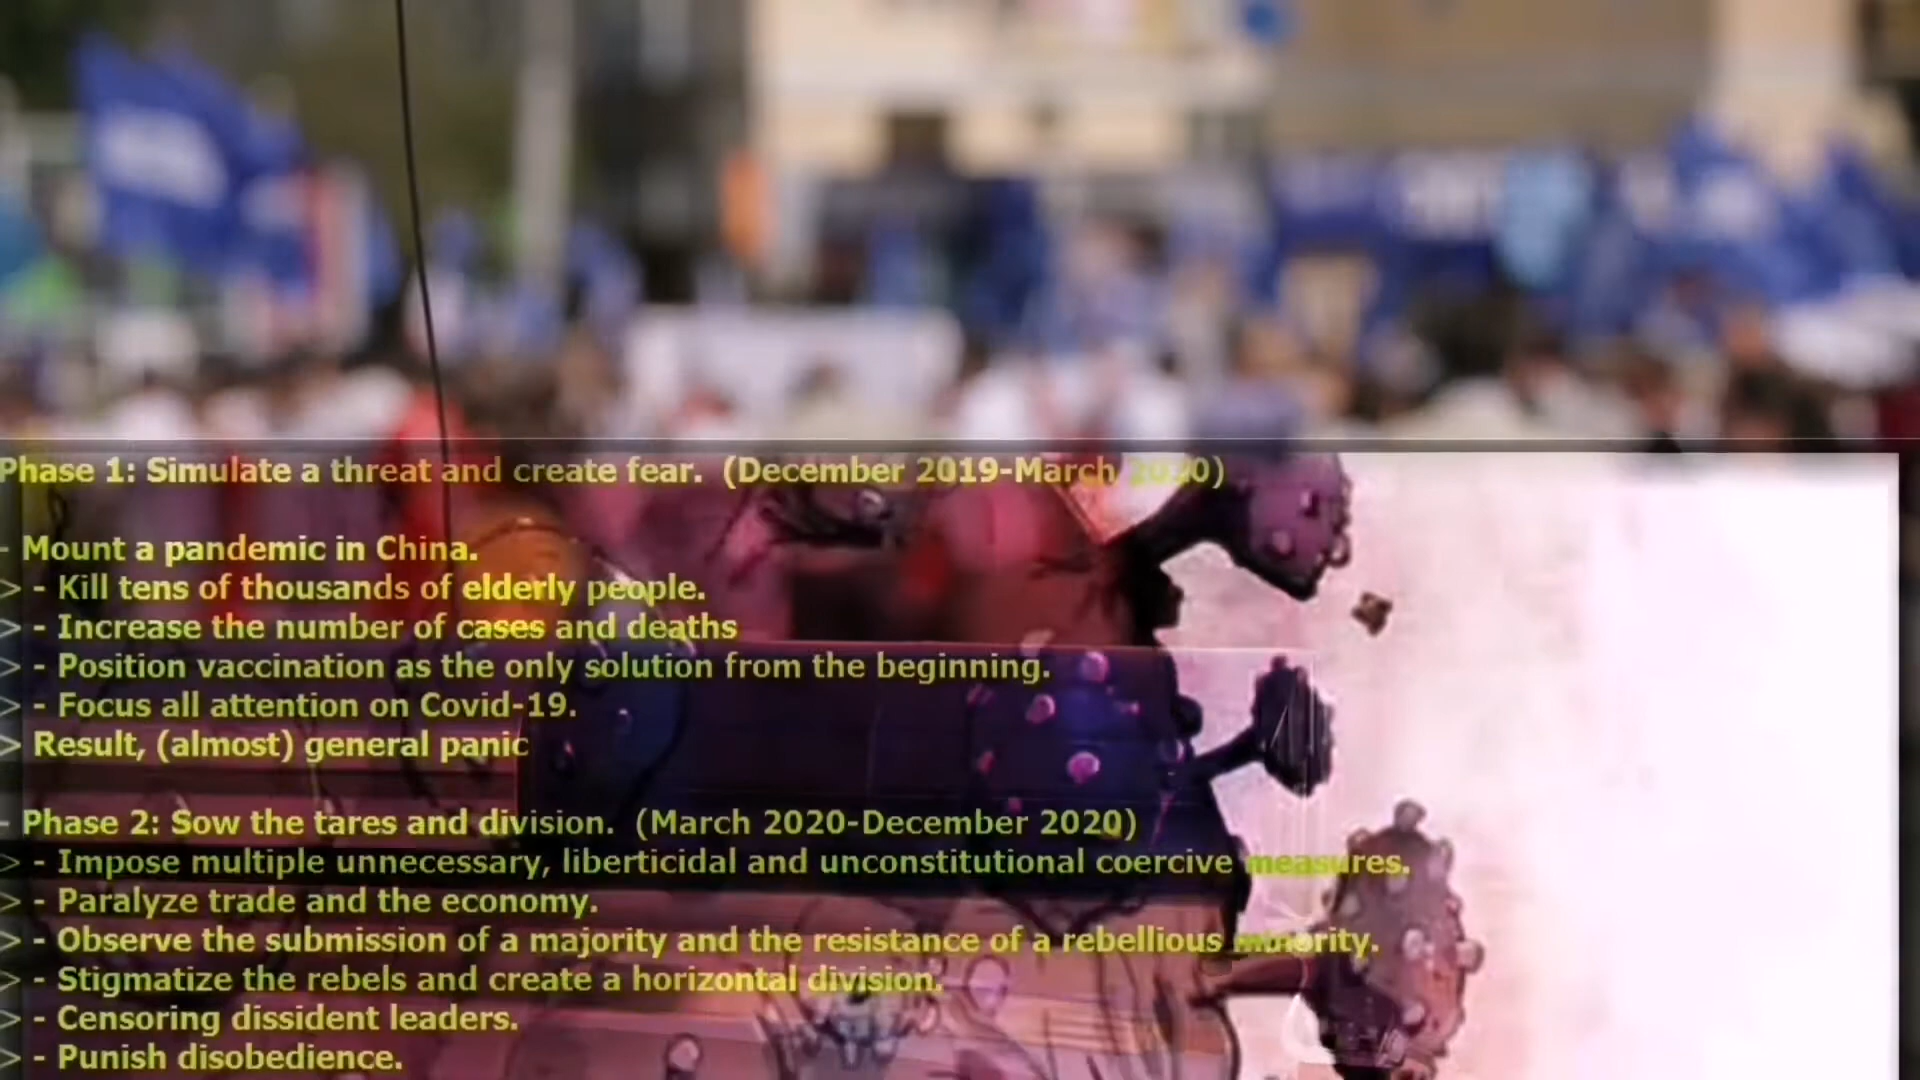 Phase 1: Simulate a threat and create fear. (December 2019-March 2020)
- Mount a pandemic in China.
> - Kill tens of thousands of elderly people.
> - Increase the number of cases and deaths
> - Position vaccination as the only solution from the beginning.
> - Focus all attention on Covid-19.
> Result, (almost) general panic
- Phase 2: Sow the tares and division. (March 2020-December 2020)
> - Impose multiple unnecessary, liberticidal and unconstitutional coercive measures.
> - Paralyze trade and the economy.
> - Observe the submission of a majority and the resistance of a rebellious minority.
> - Stigmatize the rebels and create a horizontal division.
> - Censoring dissident leaders.
> - Punish disobedience.